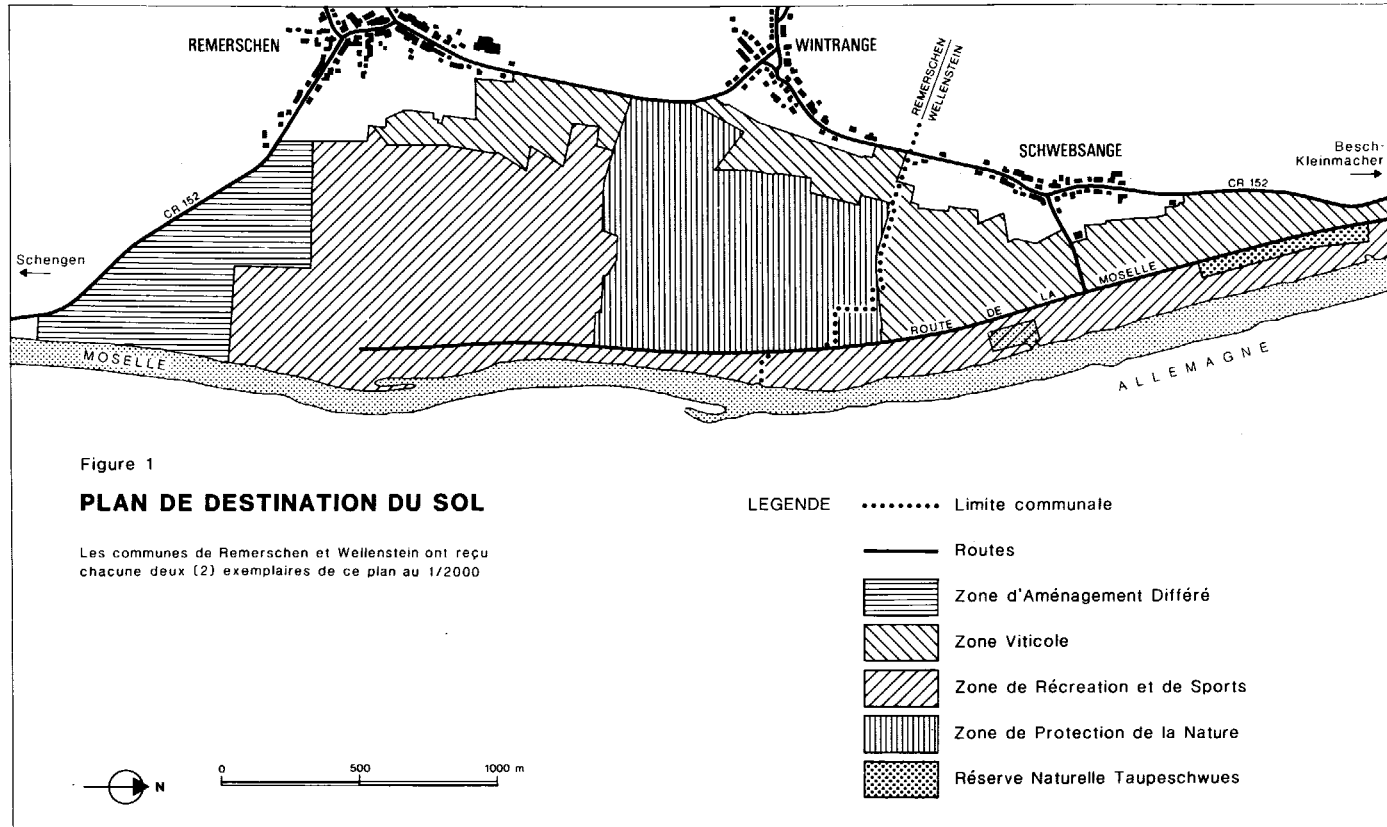 REMERSCHEN
WINTRANGE
REMERSCHEN
WELLENSTEIN
SCHWEBSANGE
Besch-
Kleinmacher
CR 152
CR 152
Schengen
MOSELLE
ROUTE DE LA MOSELLE
ALLEMAGNE
Figure 1
PLAN DE DESTINATION DU SOL
Les communes de Remerschen et Wellenstein ont reçu
chacune deux (2) exemplaires de ce plan au 1/2000
LEGENDE
Limite communale
Routes
Zone d'Aménagement Différé
Zone Viticole
Zone de Récreation et de Sports
Zone de Protection de la Nature
Réserve Naturelle Taupeschwues
N
0 500 1000 m